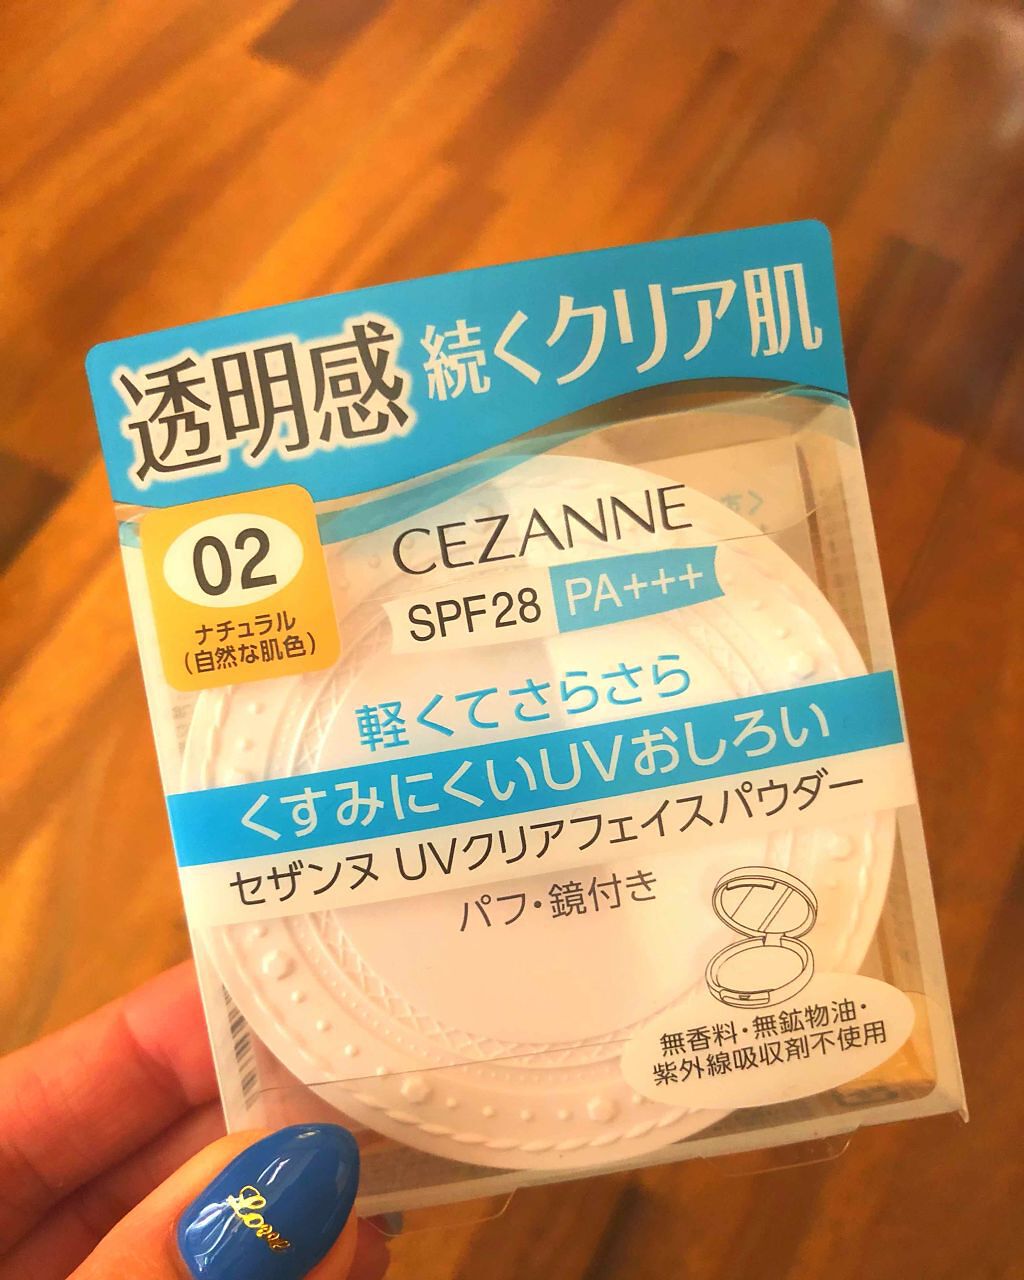 透明感 続くクリア肌
02
ナチュラル
（自然な肌色）
CEZANNE
SPF28 PA+++
軽くてさらさら
くすみにくいUVおしろい
セザンヌ UVクリアフェイスパウダー
パフ・鏡付き
無香料・無鉱物油・
紫外線吸収剤不使用